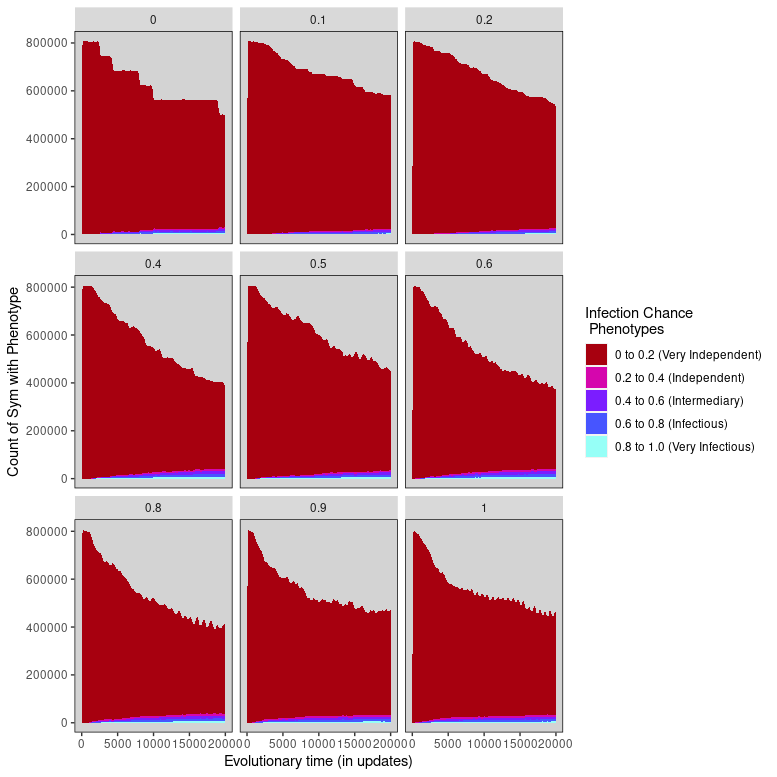 0
0.1
0.2
800000
600000
400000
200000
0
0.4
0.5
0.6
800000
600000
400000
200000
0
0.8
0.9
1
800000
600000
400000
200000
0
0 5000 10000 15000 20000
0 5000 10000 15000 20000
0 5000 10000 15000 20000
Evolutionary time (in updates)
Count of Sym with Phenotype
Infection Chance
Phenotypes
0 to 0.2 (Very Independent)
0.2 to 0.4 (Independent)
0.4 to 0.6 (Intermediary)
0.6 to 0.8 (Infectious)
0.8 to 1.0 (Very Infectious)